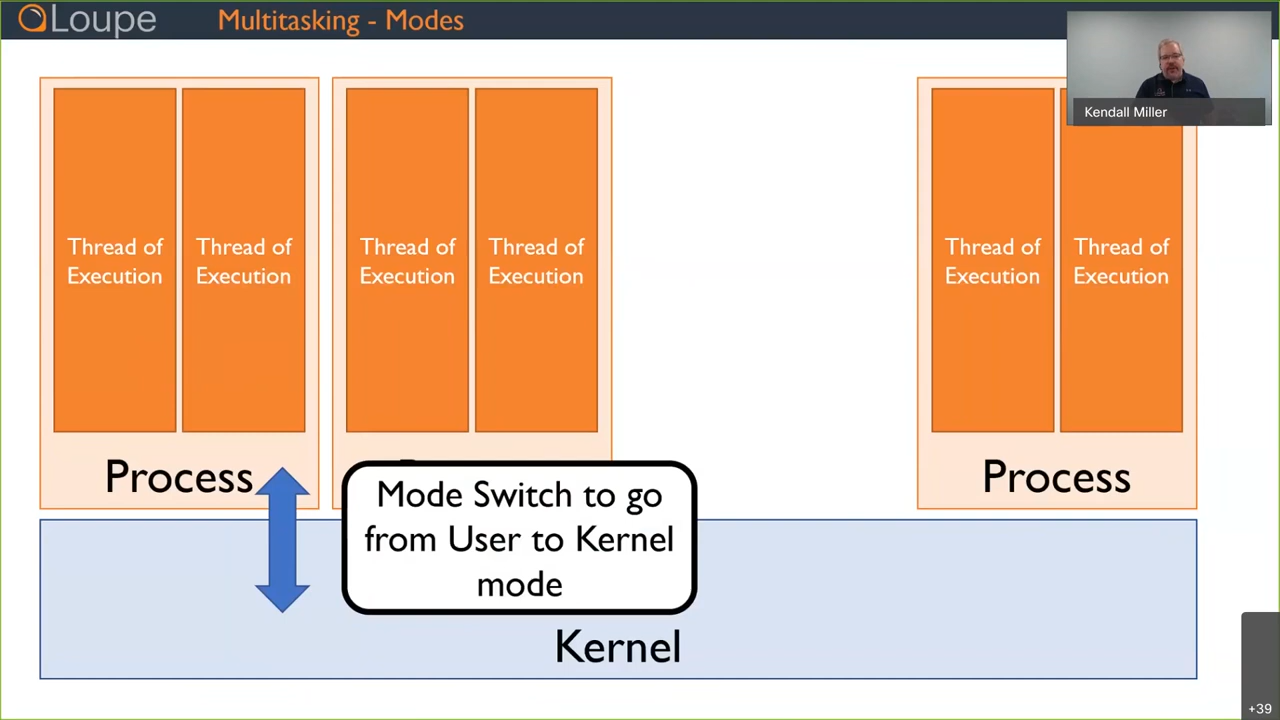 Loupe
Multitasking - Modes
Kendall Miller
Thread of
Execution
Thread of
Execution
Thread of
Execution
Thread of
Execution
Thread of
Execution
Thread of
Execution
Process
Process
Mode Switch to go
from User to Kernel
mode
Kernel
+39